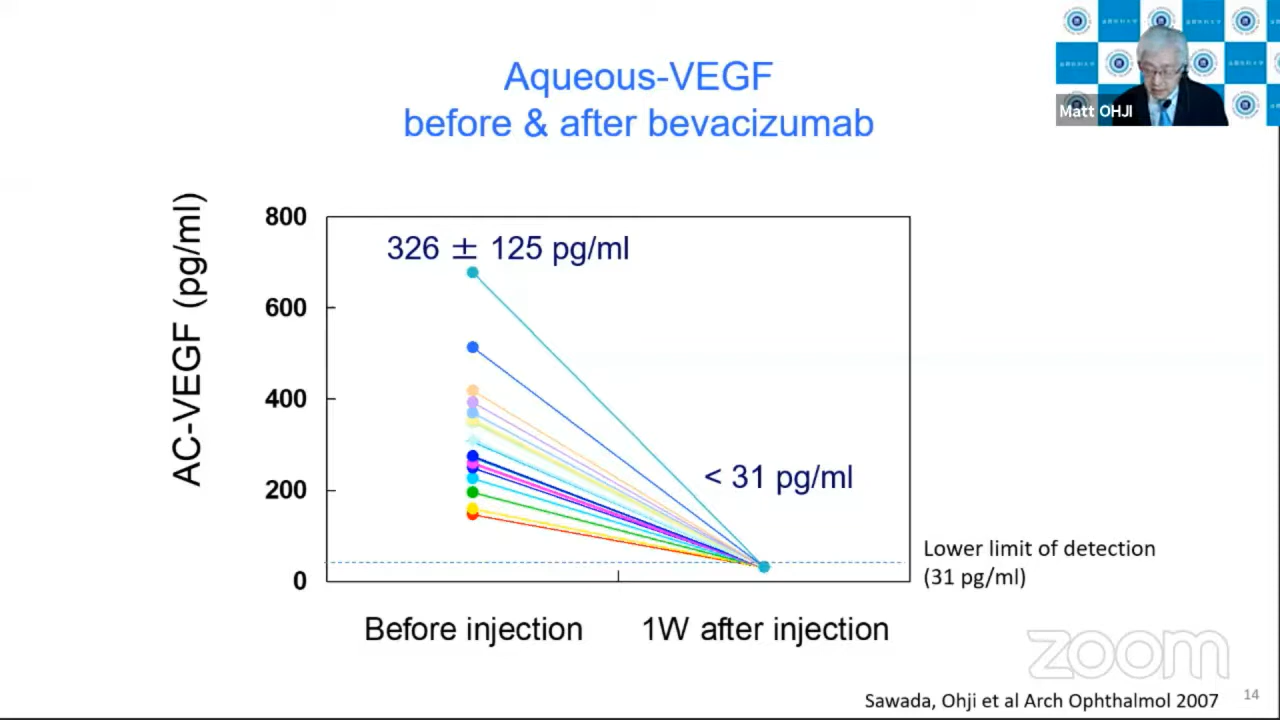 Aqueous-VEGF
before & after bevacizumab
Matt OHJI
AC-VEGF (pg/ml)
800
600
400
200
0
326 ± 125 pg/ml
< 31 pg/ml
Lower limit of detection
(31 pg/ml)
Before injection
1W after injection
zoom
Sawada, Ohji et al Arch Ophthalmol 2007
14